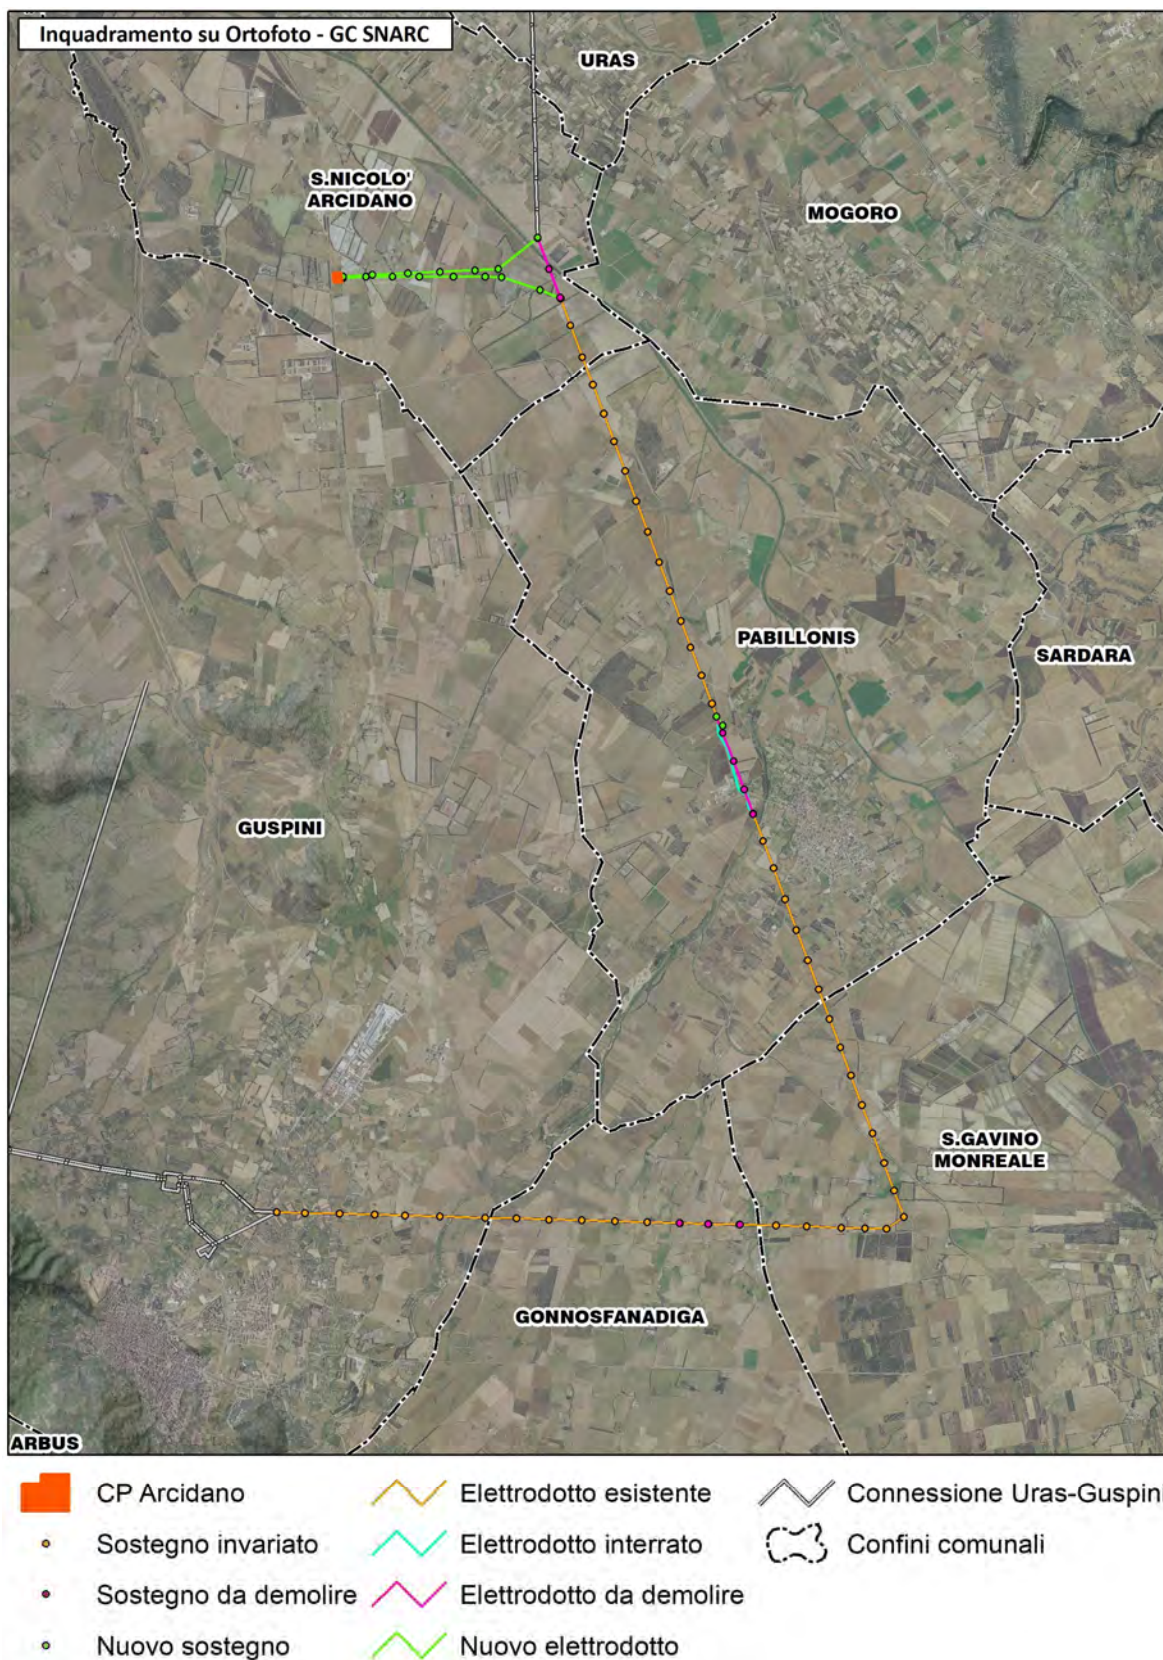 Inquadramento su Ortofoto - GC SNARC
URAS
S.NICOLO'
ARCIDANO
MOGORO
PABILLONIS
SARDARA
GUSPINI
S.GAVINO
MONREALE
GONNOSFANADIGA
ARBUS
CP Arcidano
Elettrodotto esistente
Connessione Uras-Guspini
Sostegno invariato
Elettrodotto interrato
Confini comunali
Sostegno da demolire
Elettrodotto da demolire
Nuovo sostegno
Nuovo elettrodotto